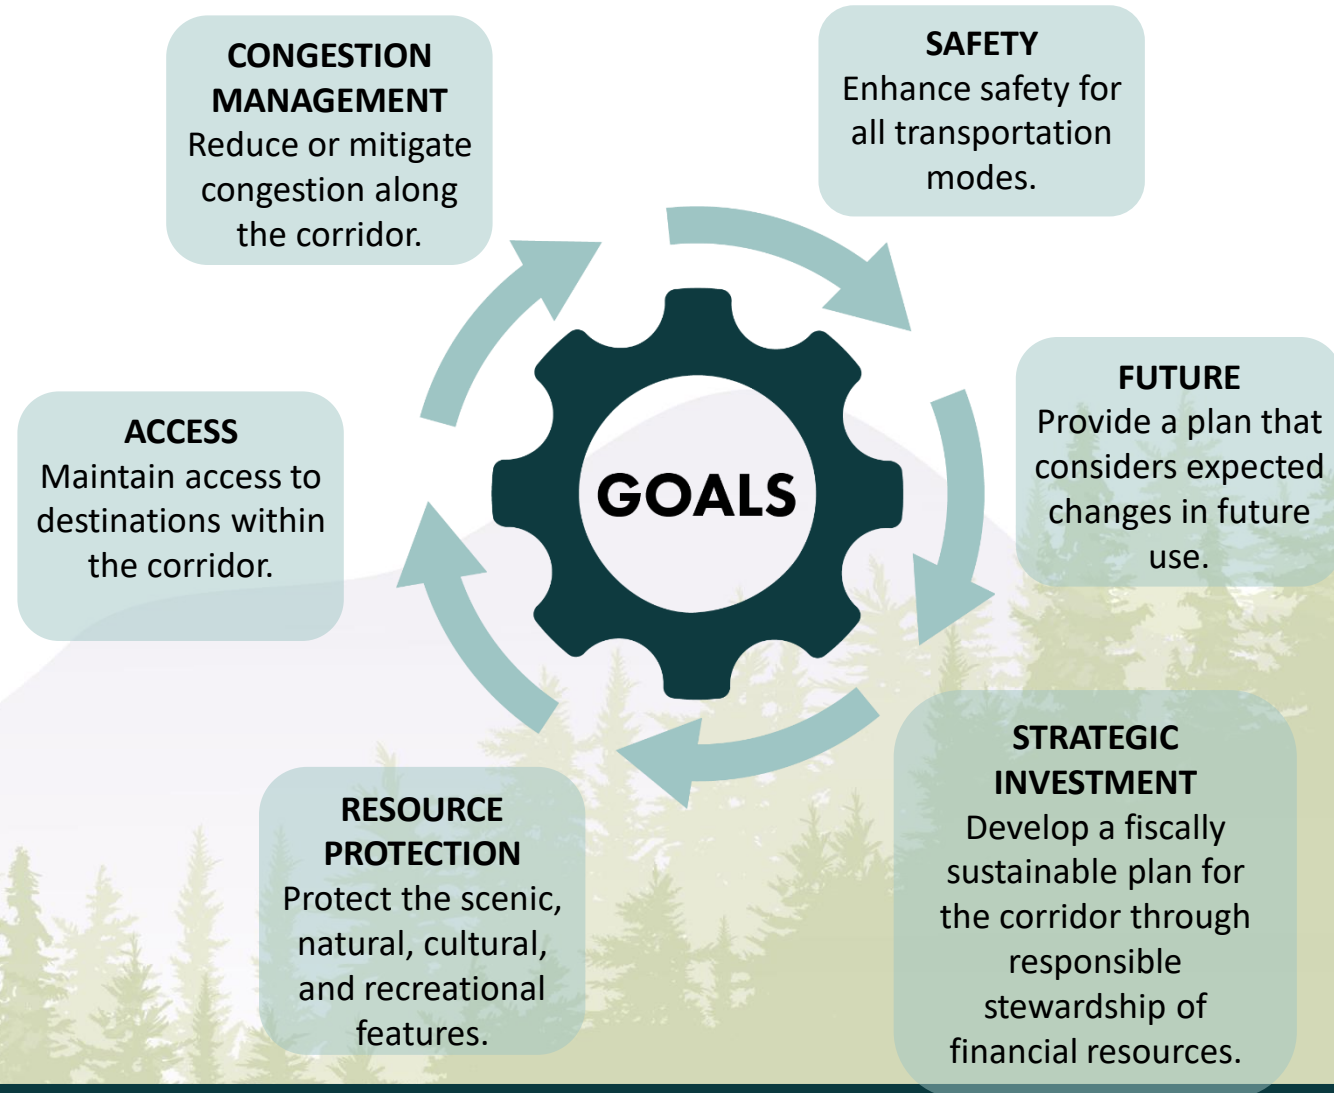 CONGESTION
MANAGEMENT
Reduce or mitigate
congestion along
the corridor.
SAFETY
Enhance safety for
all transportation
modes.
FUTURE
Provide a plan that
considers expected
changes in future
use.
ACCESS
Maintain access to
destinations within
the corridor.
GOALS
STRATEGIC
INVESTMENT
Develop a fiscally
sustainable plan for
the corridor through
responsible
stewardship of
financial resources.
RESOURCE
PROTECTION
Protect the scenic,
natural, cultural,
and recreational
features.